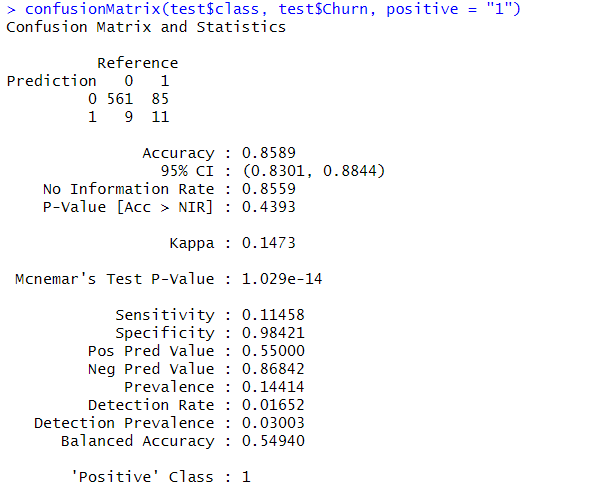 > confusionMatrix(test$class, test$Churn, positive = "1")
Confusion Matrix and Statistics

          Reference
Prediction   0   1
         0 561  85
         1   9  11

               Accuracy : 0.8589
                 95% CI : (0.8301, 0.8844)
    No Information Rate : 0.8559
    P-Value [Acc > NIR] : 0.4393

                  Kappa : 0.1473

 Mcnemar's Test P-Value : 1.029e-14

            Sensitivity : 0.11458
            Specificity : 0.98421
         Pos Pred Value : 0.55000
         Neg Pred Value : 0.86842
             Prevalence : 0.14414
         Detection Rate : 0.01652
   Detection Prevalence : 0.03003
      Balanced Accuracy : 0.54940

       'Positive' Class : 1